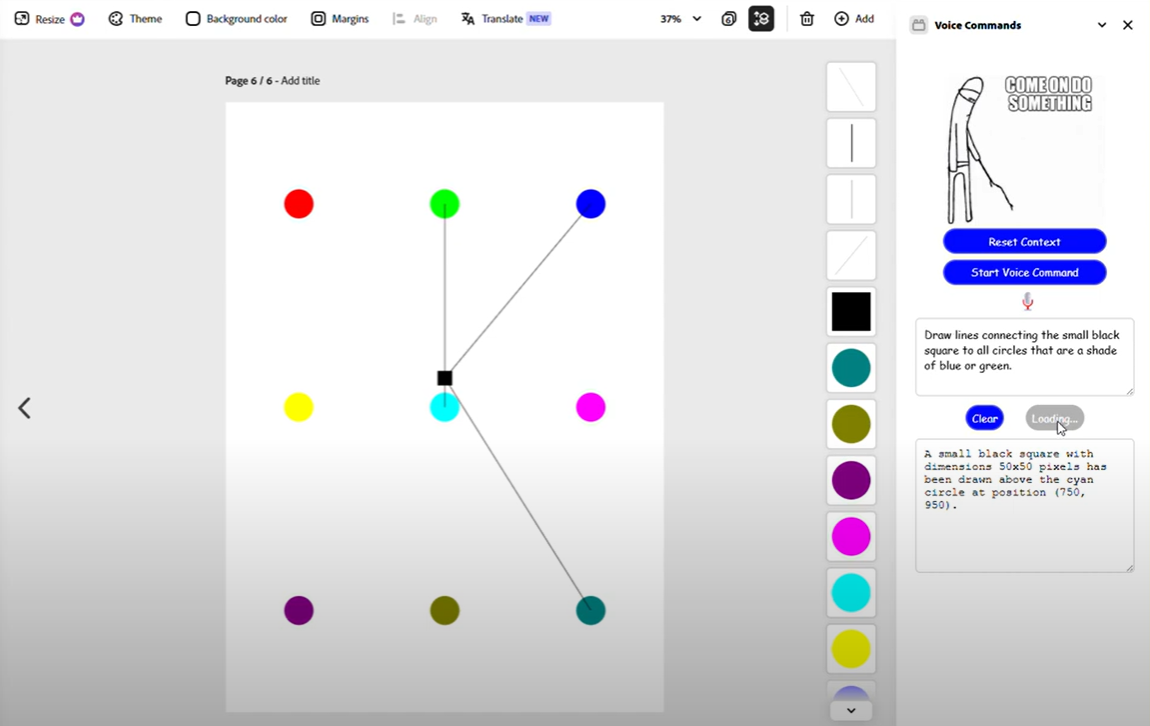 Resize Theme Background color Margins Align Translate NEW 37% 6 Add
Voice Commands
Page 6 / 6 - Add title
COME ON DO
SOMETHING
Reset Context
Start Voice Command
Draw lines connecting the small black
square to all circles that are a shade
of blue or green.
Clear Loading...
A small black square with
dimensions 50x50 pixels has
been drawn above the cyan
circle at position (750,
950).